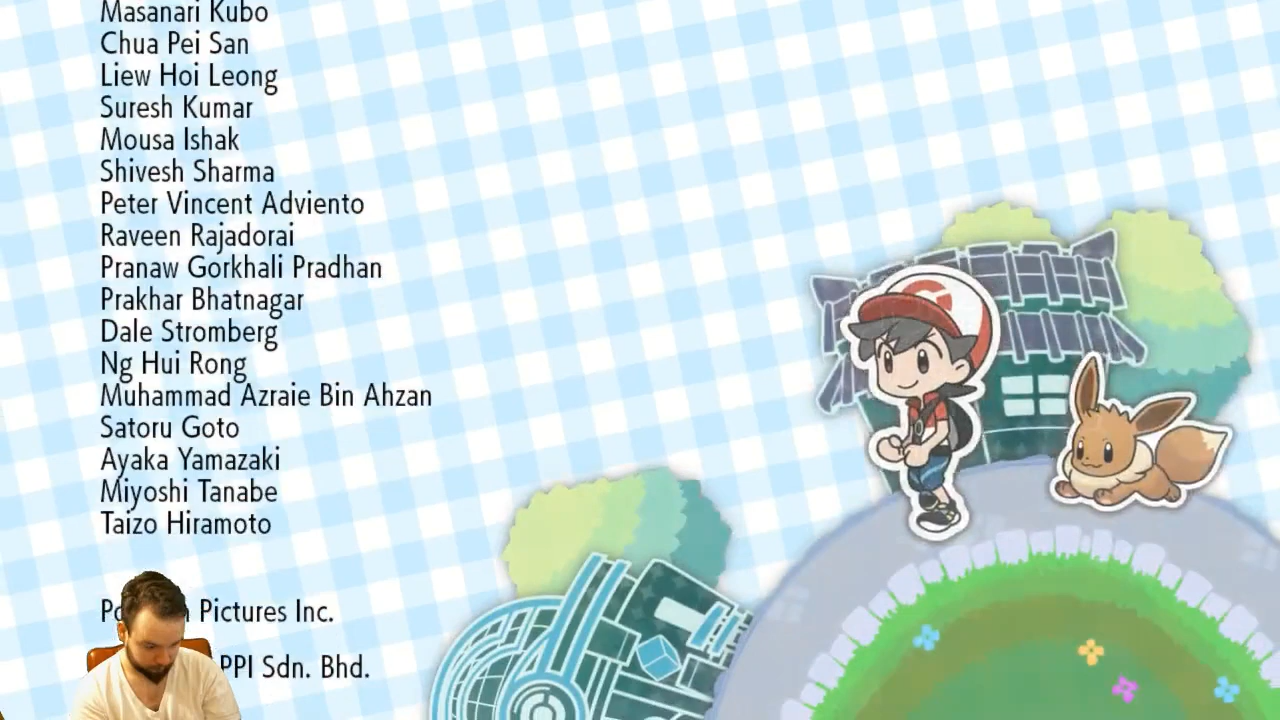 Masanari Kubo
Chua Pei San
Liew Hoi Leong
Suresh Kumar
Mousa Ishak
Shivesh Sharma
Peter Vincent Adviento
Raveen Rajadorai
Pranaw Gorkhali Pradhan
Prakhar Bhatnagar
Dale Stromberg
Ng Hui Rong
Muhammad Azraie Bin Ahzan
Satoru Goto
Ayaka Yamazaki
Miyoshi Tanabe
Taizo Hiramoto
Pictures Inc.
PPI Sdn. Bhd.